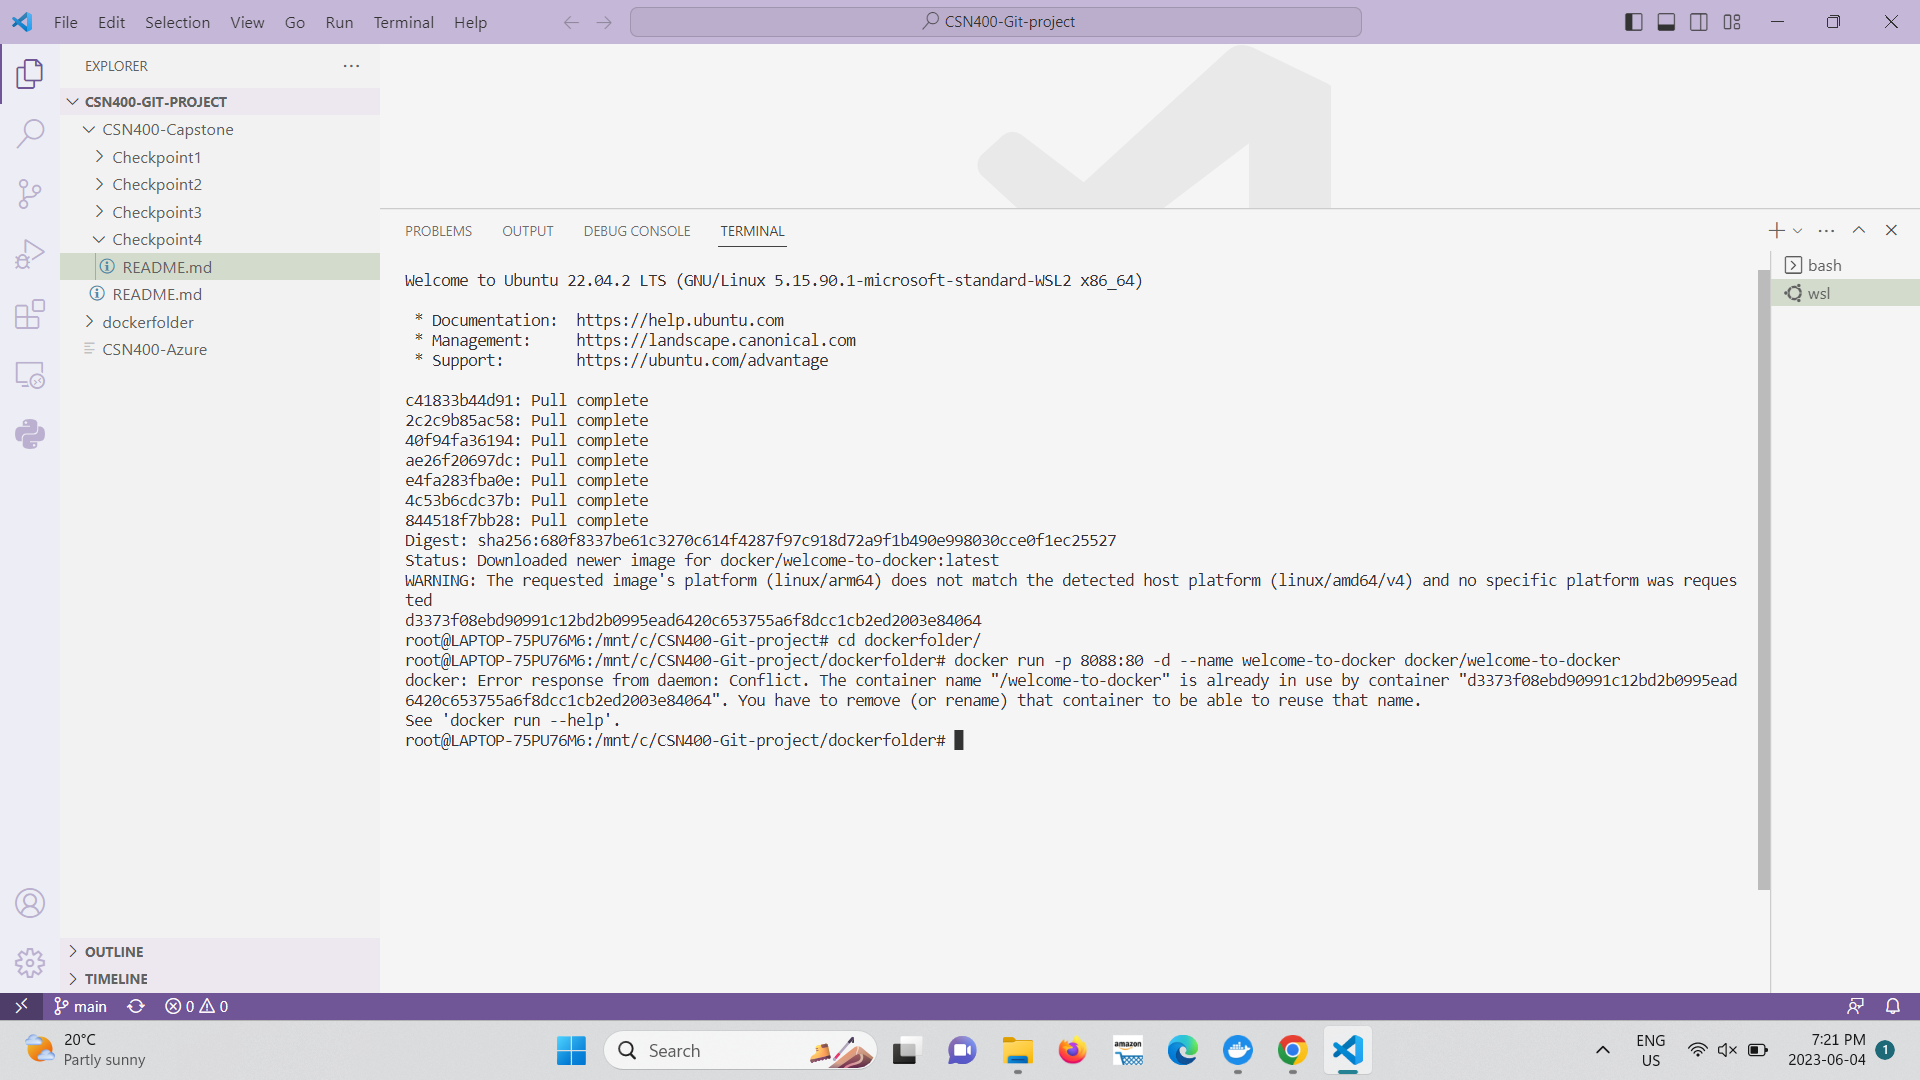 File Edit Selection View Go Run Terminal Help
CSN400-Git-project
EXPLORER
CSN400-GIT-PROJECT
CSN400-Capstone
Checkpoint1
Checkpoint2
Checkpoint3
Checkpoint4
README.md
README.md
dockerfolder
CSN400-Azure
OUTLINE
TIMELINE
PROBLEMS OUTPUT DEBUG CONSOLE TERMINAL
Welcome to Ubuntu 22.04.2 LTS (GNU/Linux 5.15.90.1-microsoft-standard-WSL2 x86_64)
* Documentation: https://help.ubuntu.com
* Management: https://landscape.canonical.com
* Support: https://ubuntu.com/advantage
c41833b44d91: Pull complete
2c2c9b85ac58: Pull complete
40f94fa36194: Pull complete
ae26f20697dc: Pull complete
e4fa283fba0e: Pull complete
4c53b6cdc37b: Pull complete
844518f7bb28: Pull complete
Digest: sha256:680f8337be61c3270c614f4287f97c918d72a9f1b490e998030cce0f1ec25527
Status: Downloaded newer image for docker/welcome-to-docker:latest
WARNING: The requested image's platform (linux/arm64) does not match the detected host platform (linux/amd64/v4) and no specific platform was reques
ted
d3373f08ebd90991c12bd2b0995ead6420c653755a6f8dcc1cb2ed2003e84064
root@LAPTOP-75PU76M6:/mnt/c/CSN400-Git-project# cd dockerfolder/
root@LAPTOP-75PU76M6:/mnt/c/CSN400-Git-project/dockerfolder# docker run -p 8088:80 -d --name welcome-to-docker docker/welcome-to-docker
docker: Error response from daemon: Conflict. The container name "/welcome-to-docker" is already in use by container "d3373f08ebd90991c12bd2b0995ead
6420c653755a6f8dcc1cb2ed2003e84064". You have to remove (or rename) that container to be able to reuse that name.
See 'docker run --help'.
root@LAPTOP-75PU76M6:/mnt/c/CSN400-Git-project/dockerfolder#
bash
wsl
main 0 0
20°C
Partly sunny
Search
amazon
ENG
US
7:21 PM
2023-06-04
1